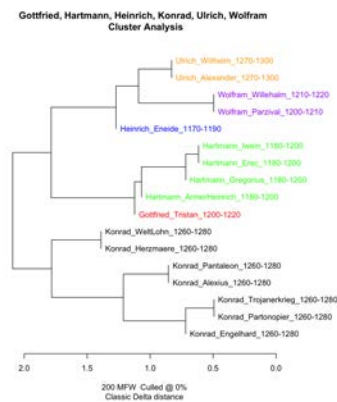 Gottfried, Hartmann, Heinrich, Konrad, Ulrich, Wolfram
Cluster Analysis
Ulrich_Willhelm_1270-1300
Ulrich_Alexander_1270-1300
Wolfram_Willehalm_1210-1220
Wolfram_Parzival_1200-1210
Heinrich_Eneide_1170-1190
Hartmann_Iwein_1180-1200
Hartmann_Erec_1180-1200
Hartmann_Gregorius_1180-1200
Hartmann_ArmerHeinrich_1180-1200
Gottfried_Tristan_1200-1220
Konrad_WeltLohn_1260-1280
Konrad_Herzmaere_1260-1280
Konrad_Pantaleon_1260-1280
Konrad_Alexius_1260-1280
Konrad_Trojanerkrieg_1260-1280
Konrad_Partonopier_1260-1280
Konrad_Engelhard_1260-1280
2.0 1.5 1.0 0.5 0.0
200 MFW Culled @ 0%
Classic Delta distance